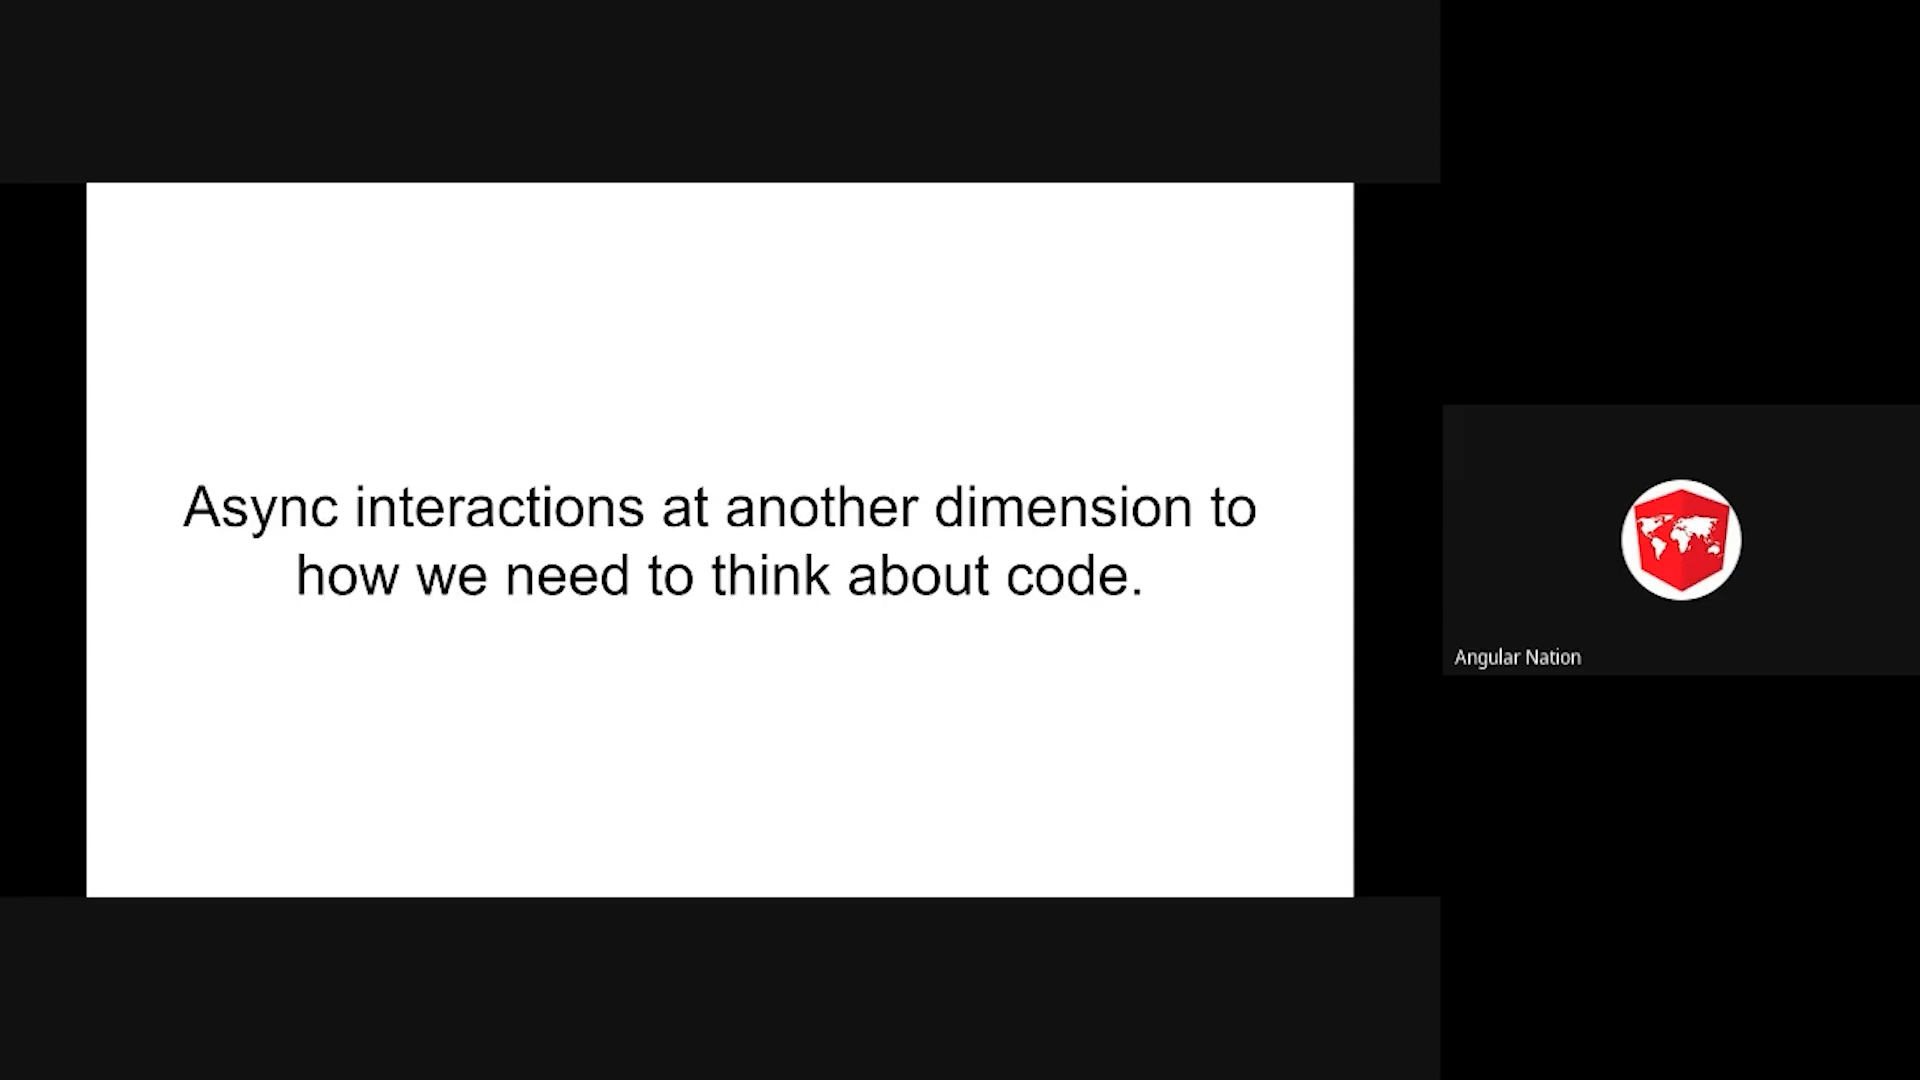 Async interactions at another dimension to
how we need to think about code.
Angular Nation